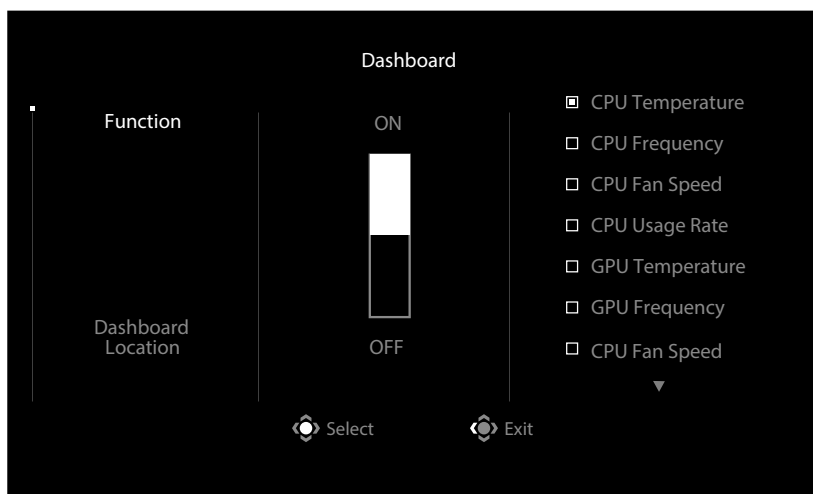 Dashboard
Function
Dashboard
Location
ON
OFF
CPU Temperature
CPU Frequency
CPU Fan Speed
CPU Usage Rate
GPU Temperature
GPU Frequency
CPU Fan Speed
Select
Exit